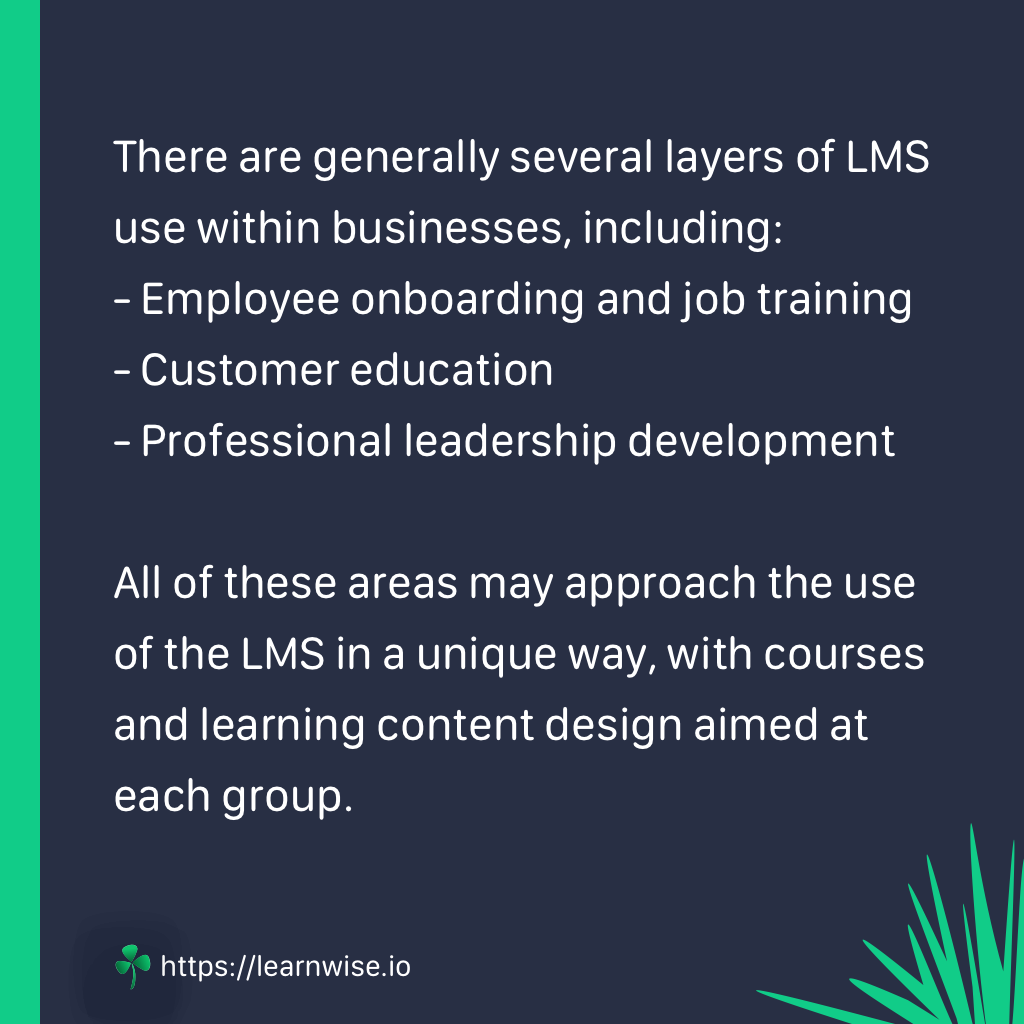 There are generally several layers of LMS
use within businesses, including:
- Employee onboarding and job training
- Customer education
- Professional leadership development
All of these areas may approach the use
of the LMS in a unique way, with courses
and learning content design aimed at
each group.
https://learnwise.io